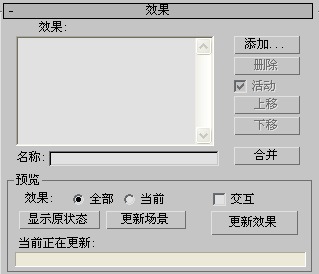 - 效果
效果:
添加...
删除
活动
上移
下移
名称:
合并
预览
效果: 全部 当前 交互
显示原状态 更新场景 更新效果
当前正在更新: